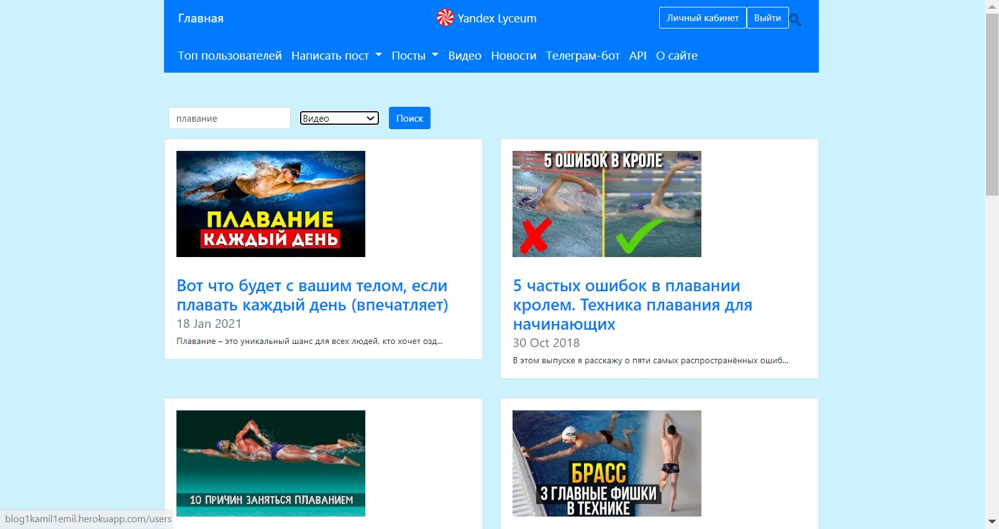 Главная
Yandex Lyceum
Личный кабинет
Выйти
Топ пользователей
Написать пост
Посты
Видео
Новости
Телеграм-бот
API
О сайте
плавание
Видео
Поиск
ПЛАВАНИЕ
КАЖДЫЙ ДЕНЬ
Вот что будет с вашим телом, если
плавать каждый день (впечатляет)
18 Jan 2021
Плавание – это уникальный шанс для всех людей, кто хочет озд...
5 ОШИБОК В КРОЛЕ
5 частых ошибок в плавании
кролем. Техника плавания для
начинающих
30 Oct 2018
В этом выпуске я расскажу о пяти самых распространённых ошиб...
10 ПРИЧИН ЗАНЯТЬСЯ ПЛАВАНИЕМ
БРАСС
3 ГЛАВНЫЕ ФИШКИ
В ТЕХНИКЕ
blog1kamil1emil.herokuapp.com/users